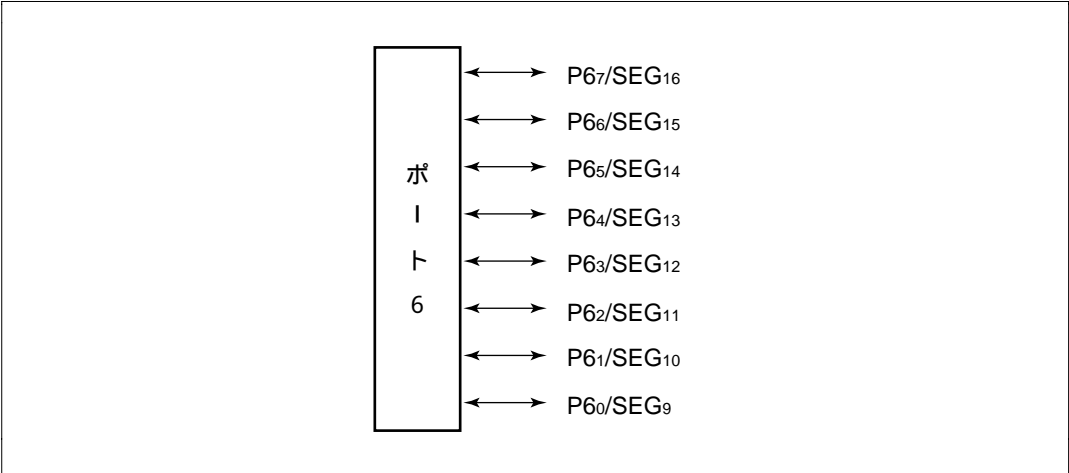 ポート6
P6₇/SEG₁₆
P6₆/SEG₁₅
P6₅/SEG₁₄
P6₄/SEG₁₃
P6₃/SEG₁₂
P6₂/SEG₁₁
P6₁/SEG₁₀
P6₀/SEG₉